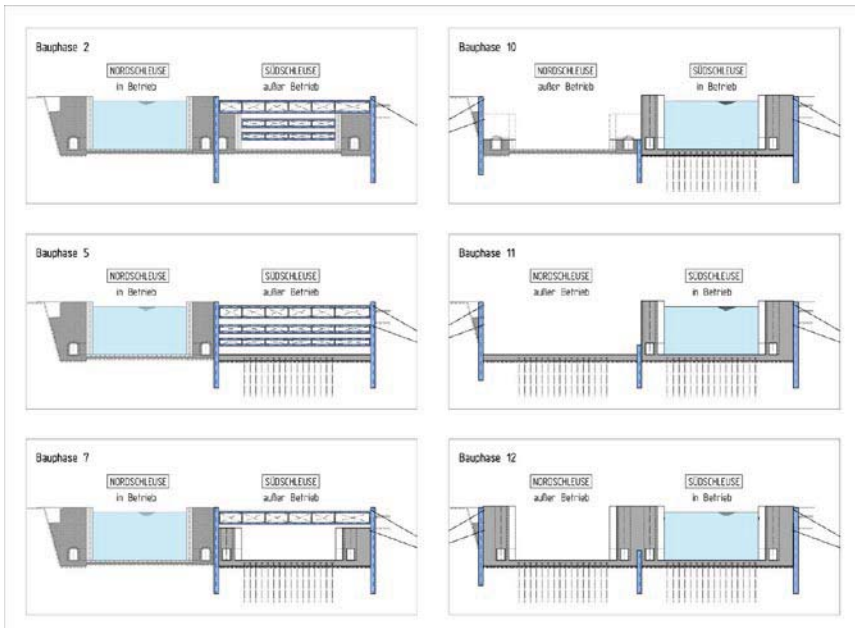 Bauphase 2
NORDSCHLEUSE
in Betrieb
SÜDSCHLEUSE
außer Betrieb
Bauphase 10
NORDSCHLEUSE
außer Betrieb
SÜDSCHLEUSE
in Betrieb
Bauphase 5
NORDSCHLEUSE
in Betrieb
SÜDSCHLEUSE
außer Betrieb
Bauphase 11
NORDSCHLEUSE
außer Betrieb
SÜDSCHLEUSE
in Betrieb
Bauphase 7
NORDSCHLEUSE
in Betrieb
SÜDSCHLEUSE
außer Betrieb
Bauphase 12
NORDSCHLEUSE
außer Betrieb
SÜDSCHLEUSE
in Betrieb